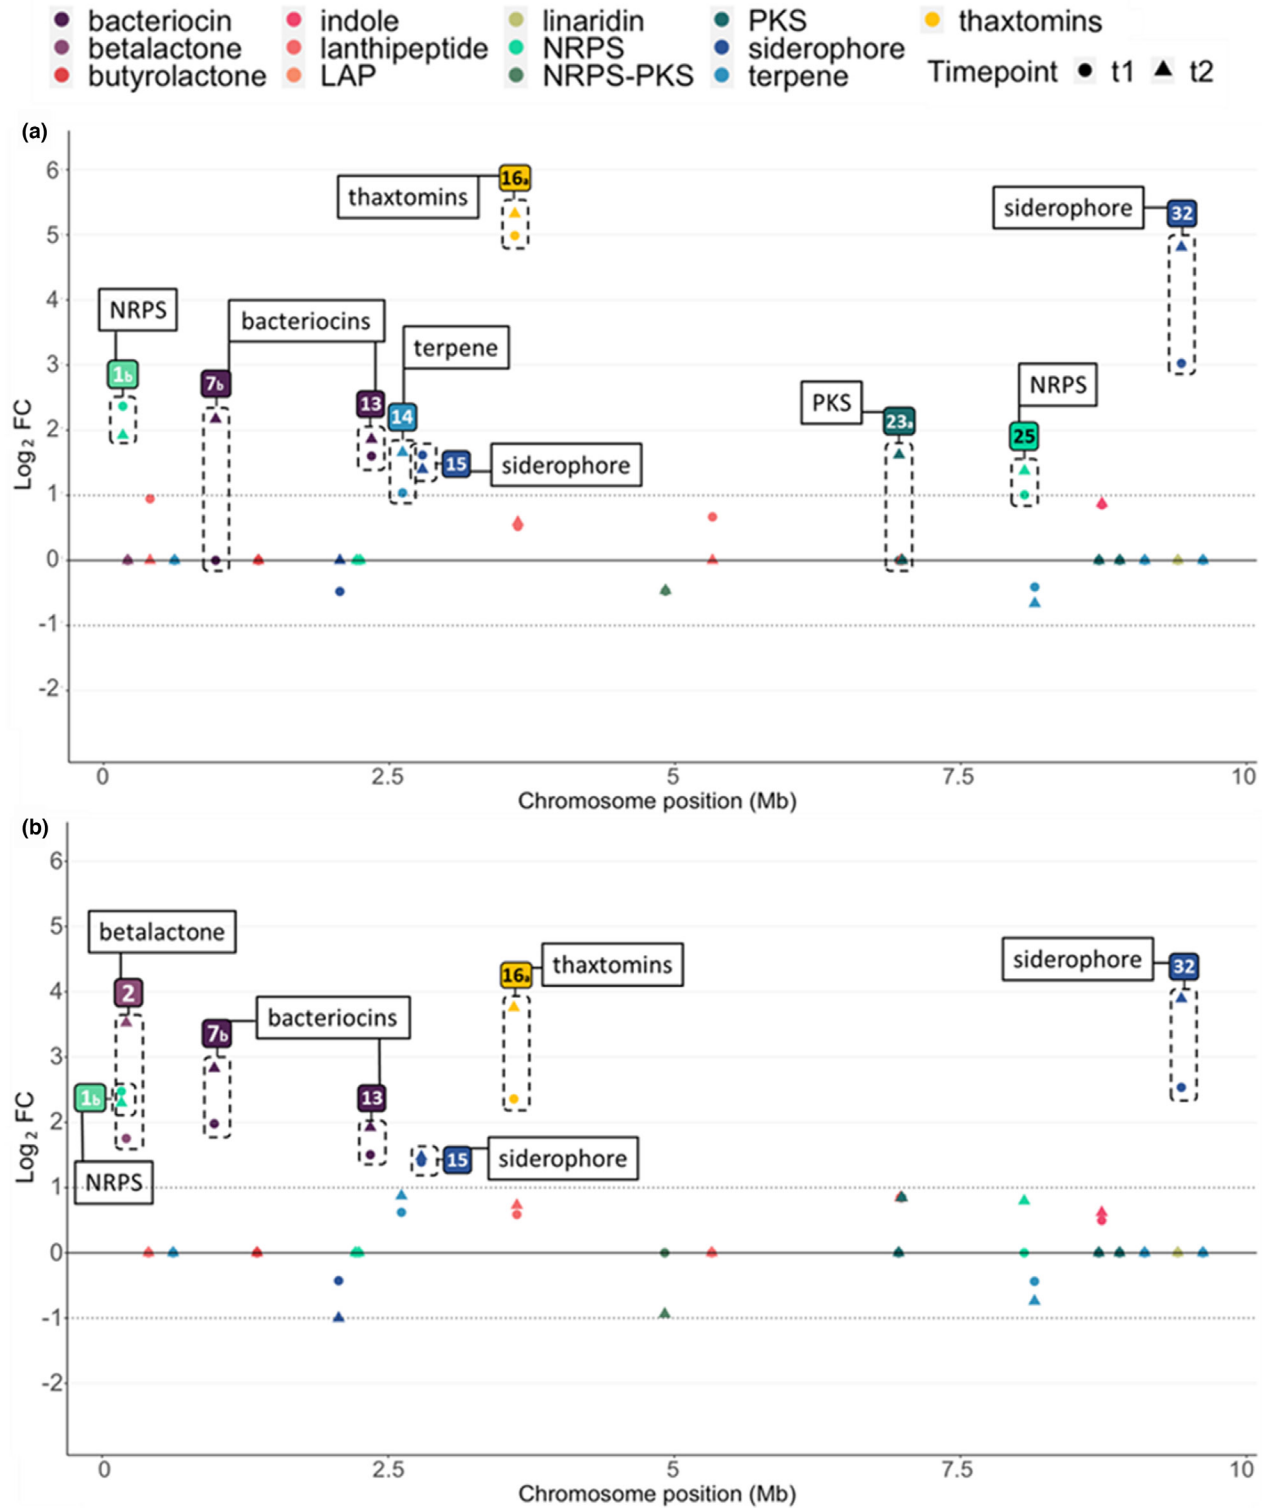 bacteriocin indole linaridin PKS thaxtomins
betalactone lanthipeptide NRPS siderophore
butyrolactone LAP NRPS-PKS terpene Timepoint t1 t2
(a)
6
16a
thaxtomins
siderophore
32
5
4
NRPS
bacteriocins
terpene
3
1b
7b
NRPS
13
14
PKS
23a
25
2
15
siderophore
1
0
-1
-2
Log2 FC
0 2.5 5 7.5 10
Chromosome position (Mb)
(b)
6
5
betalactone
thaxtomins
siderophore
32
16a
4
2
bacteriocins
7b
3
1b
13
2
15
siderophore
NRPS
1
0
-1
-2
Log2 FC
0 2.5 5 7.5 10
Chromosome position (Mb)